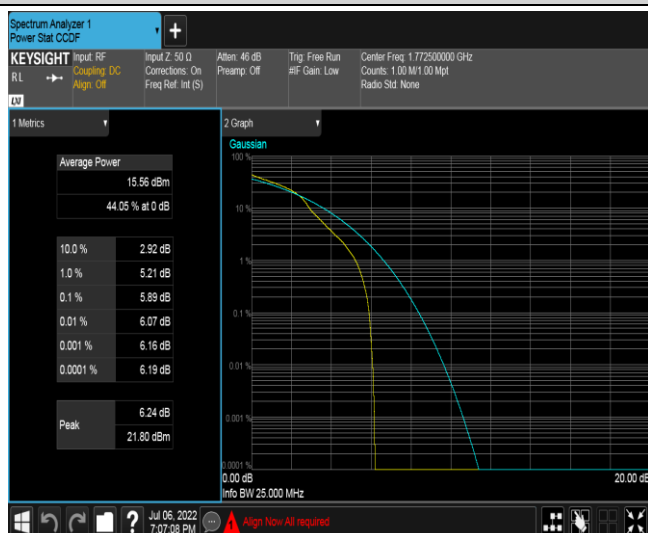 Spectrum Analyzer 1
Power Stat CCDF
+
KEYSIGHT Input: RF Input Z: 50 Ω Atten: 46 dB Trig: Free Run Center Freq: 1.772500000 GHz
RL Coupling: DC Corrections: On Preamp: Off #IF Gain: Low Counts: 1.00 M/1.00 Mpt
Align: Off Freq Ref: Int (S) Radio Std: None
LXI
1 Metrics 2 Graph
Average Power
15.56 dBm
44.05 % at 0 dB
10.0 % 2.92 dB
1.0 % 5.21 dB
0.1 % 5.89 dB
0.01 % 6.07 dB
0.001 % 6.16 dB
0.0001 % 6.19 dB
Peak 6.24 dB
21.80 dBm
Gaussian
100 %
10 %
1 %
0.1 %
0.01 %
0.001 %
0.0001 %
0.00 dB 20.00 dB
Info BW 25.000 MHz
? Jul 06, 2022
7:07:08 PM
Align Now All required